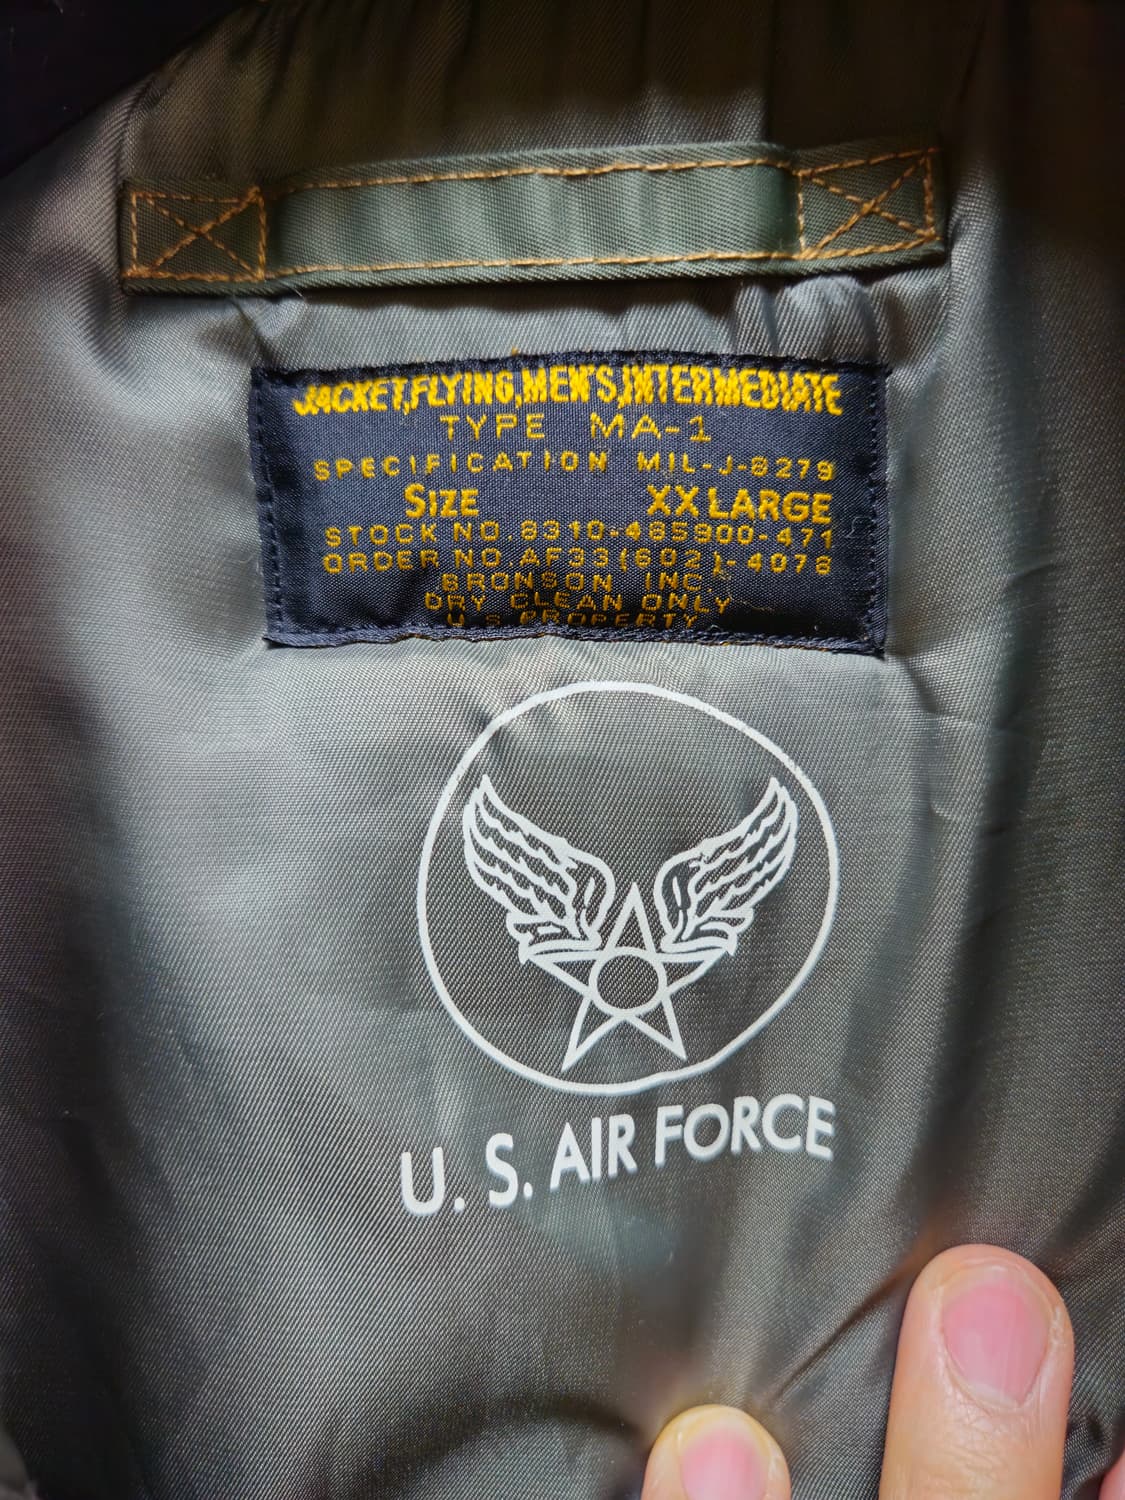 JACKET,FLYING,MEN'S,INTERMEDIATE
TYPE MA-1
SPECIFICATION MIL-J-8279
SIZE XX LARGE
STOCK NO.8310-485900-471
ORDER NO.AF33(602)-4078
BRONSON INC.
DRY CLEAN ONLY
U S PROPERTY
U. S. AIR FORCE